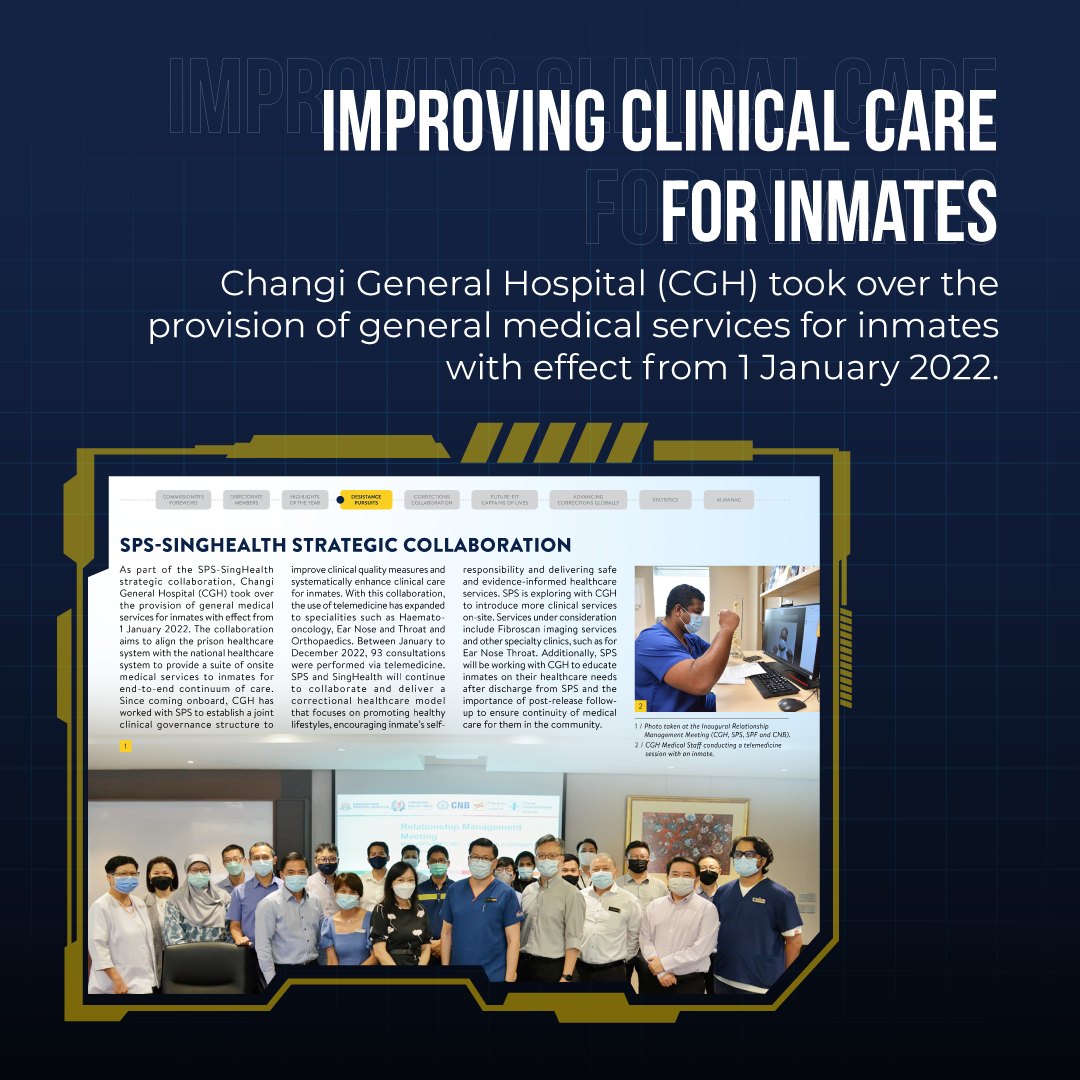 IMPROVING CLINICAL CARE
FOR INMATES
Changi General Hospital (CGH) took over the
provision of general medical services for inmates
with effect from 1 January 2022.
COMMISSIONER'S
FOREWORD
DIRECTORATE
MEMBERS
HIGHLIGHTS
OF THE YEAR
DESISTANCE
PURSUITS
CORRECTIONS
COLLABORATION
FUTURE-FIT
CAPTAINS OF LIVES
ADVANCING
CORRECTIONS GLOBALLY
STATISTICS
ALMANAC
SPS-SINGHEALTH STRATEGIC COLLABORATION
As part of the SPS-SingHealth
strategic collaboration, Changi
General Hospital (CGH) took over
the provision of general medical
services for inmates with effect from
1 January 2022. The collaboration
aims to align the prison healthcare
system with the national healthcare
system to provide a suite of onsite
medical services to inmates for
end-to-end continuum of care.
Since coming onboard, CGH has
worked with SPS to establish a joint
clinical governance structure to
improve clinical quality measures and
systematically enhance clinical care
for inmates. With this collaboration,
the use of telemedicine has expanded
to specialities such as Haemato-
oncology, Ear Nose and Throat and
Orthopaedics. Between January to
December 2022, 93 consultations
were performed via telemedicine.
SPS and SingHealth will continue
to collaborate and deliver a
correctional healthcare model
that focuses on promoting healthy
lifestyles, encouraging inmate's self-
responsibility and delivering safe
and evidence-informed healthcare
services. SPS is exploring with CGH
to introduce more clinical services
on-site. Services under consideration
include Fibroscan imaging services
and other specialty clinics, such as for
Ear Nose Throat. Additionally, SPS
will be working with CGH to educate
inmates on their healthcare needs
after discharge from SPS and the
importance of post-release follow-
up to ensure continuity of medical
care for them in the community.
2
1 / Photo taken at the Inaugural Relationship
Management Meeting (CGH, SPS, SPF and CNB).
2 / CGH Medical Staff conducting a telemedicine
session with an inmate.
1
CNB
Relationship Management
Meeting